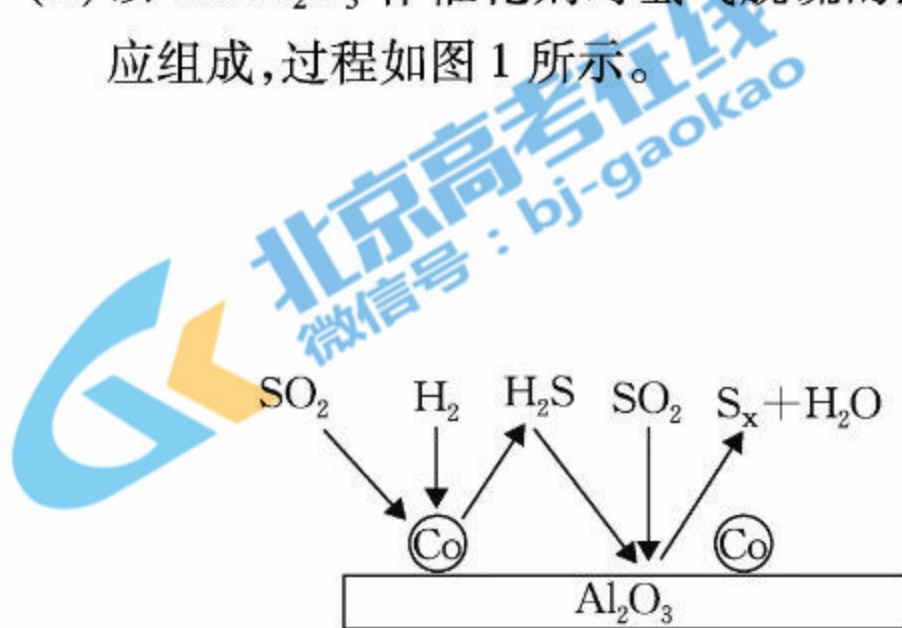 应组成,过程如图 1 所示。
北京高考在线
微信号:bj-gaokao
SO₂ H₂ H₂S SO₂ Sₓ+H₂O
Co Co
Al₂O₃